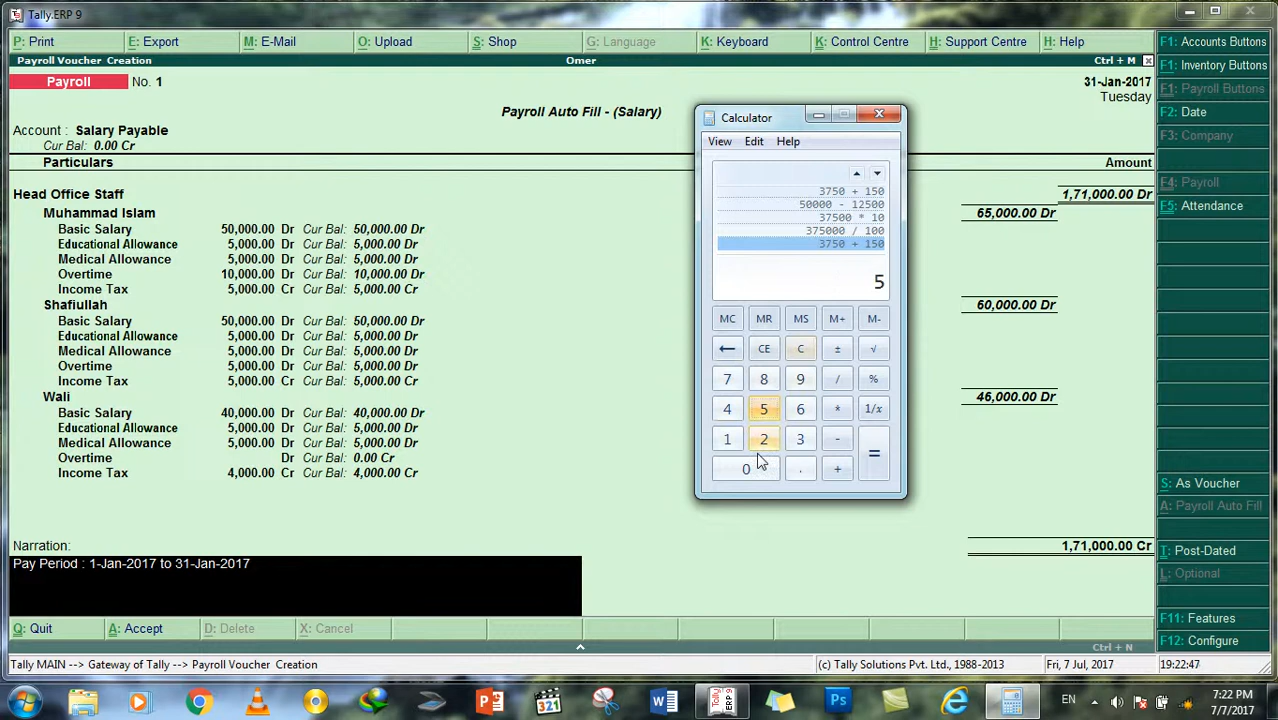 Tally.ERP 9
P: Print E: Export M: E-Mail O: Upload S: Shop G: Language K: Keyboard K: Control Centre H: Support Centre H: Help
F1: Accounts Buttons
Payroll Voucher Creation Omer Ctrl + M
F1: Inventory Buttons
Payroll No. 1 31-Jan-2017
F1: Payroll Buttons
Tuesday
Payroll Auto Fill - (Salary)
F2: Date
Account : Salary Payable
F3: Company
Cur Bal: 0.00 Cr
Particulars Amount
F4: Payroll
Head Office Staff 1,71,000.00 Dr
F5: Attendance
Muhammad Islam 65,000.00 Dr
Basic Salary 50,000.00 Dr Cur Bal: 50,000.00 Dr
Educational Allowance 5,000.00 Dr Cur Bal: 5,000.00 Dr
Medical Allowance 5,000.00 Dr Cur Bal: 5,000.00 Dr
Overtime 10,000.00 Dr Cur Bal: 10,000.00 Dr
Income Tax 5,000.00 Cr Cur Bal: 5,000.00 Cr
Shafiullah 60,000.00 Dr
Basic Salary 50,000.00 Dr Cur Bal: 50,000.00 Dr
Educational Allowance 5,000.00 Dr Cur Bal: 5,000.00 Dr
Medical Allowance 5,000.00 Dr Cur Bal: 5,000.00 Dr
Overtime 5,000.00 Dr Cur Bal: 5,000.00 Dr
Income Tax 5,000.00 Cr Cur Bal: 5,000.00 Cr
Wali 46,000.00 Dr
Basic Salary 40,000.00 Dr Cur Bal: 40,000.00 Dr
Educational Allowance 5,000.00 Dr Cur Bal: 5,000.00 Dr
Medical Allowance 5,000.00 Dr Cur Bal: 5,000.00 Dr
Overtime Dr Cur Bal: 0.00 Cr
Income Tax 4,000.00 Cr Cur Bal: 4,000.00 Cr
Calculator
View Edit Help
3750 + 150
50000 - 12500
37500 * 10
375000 / 100
3750 + 150
5
MC MR MS M+ M-
← CE C ± √
7 8 9 / %
4 5 6 * 1/x
1 2 3 - =
0 . +
S: As Voucher
A: Payroll Auto Fill
Narration: 1,71,000.00 Cr
T: Post-Dated
Pay Period : 1-Jan-2017 to 31-Jan-2017
L: Optional
F11: Features
Q: Quit A: Accept D: Delete X: Cancel
F12: Configure
Ctrl + N
Tally MAIN --> Gateway of Tally --> Payroll Voucher Creation (c) Tally Solutions Pvt. Ltd., 1988-2013 Fri, 7 Jul, 2017 19:22:47
321 Ps EN 7:22 PM
7/7/2017